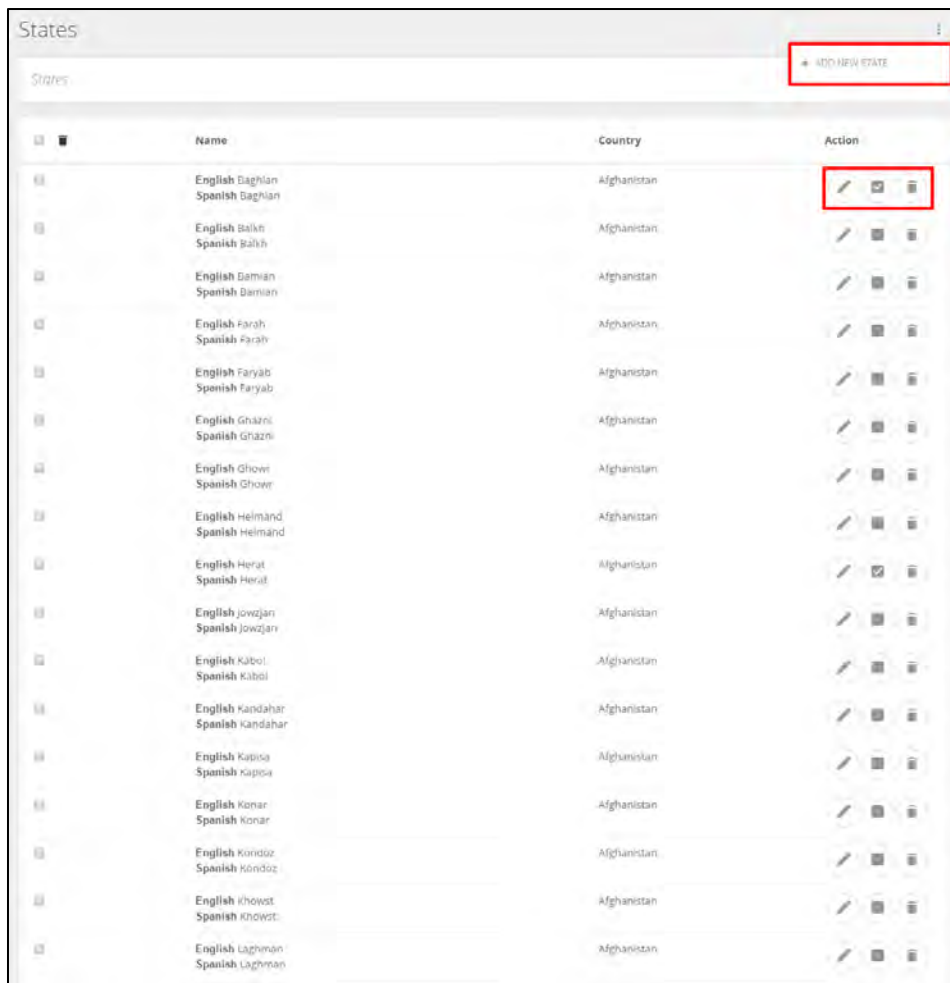 States
+ ADD NEW STATE
States
Name Country Action
English Baghlan Afghanistan
Spanish Baghlan
English Balkh Afghanistan
Spanish Balkh
English Bamian Afghanistan
Spanish Bamian
English Farah Afghanistan
Spanish Farah
English Faryab Afghanistan
Spanish Faryab
English Ghazni Afghanistan
Spanish Ghazni
English Ghowr Afghanistan
Spanish Ghowr
English Helmand Afghanistan
Spanish Helmand
English Herat Afghanistan
Spanish Herat
English Jowzjan Afghanistan
Spanish Jowzjan
English Kabol Afghanistan
Spanish Kabol
English Kandahar Afghanistan
Spanish Kandahar
English Kapisa Afghanistan
Spanish Kapisa
English Konar Afghanistan
Spanish Konar
English Kondoz Afghanistan
Spanish Kondoz
English Khowst Afghanistan
Spanish Khowst
English Laghman Afghanistan
Spanish Laghman